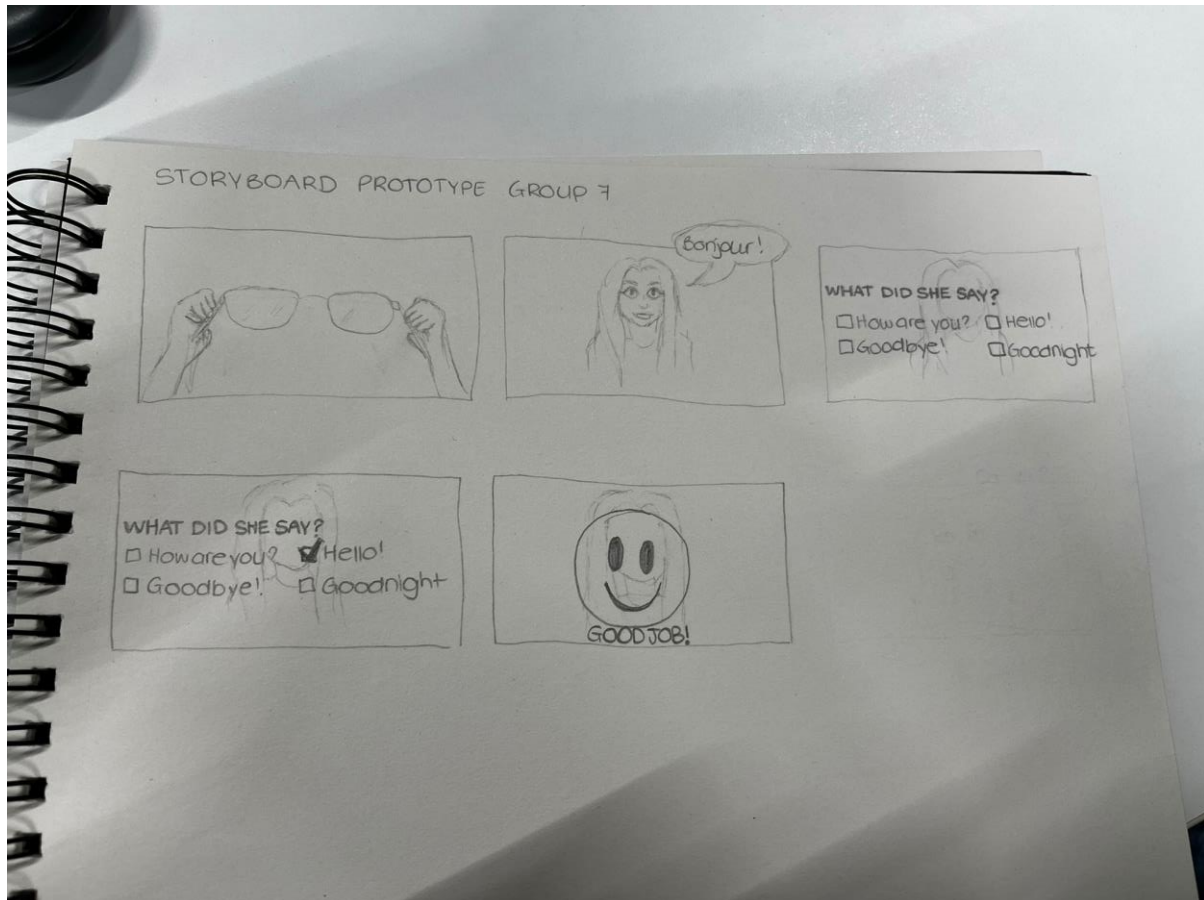 STORYBOARD PROTOTYPE GROUP 7
Bonjour!
WHAT DID SHE SAY?
How are you? Hello!
Goodbye! Goodnight
WHAT DID SHE SAY?
How are you? Hello!
Goodbye! Goodnight
GOOD JOB!